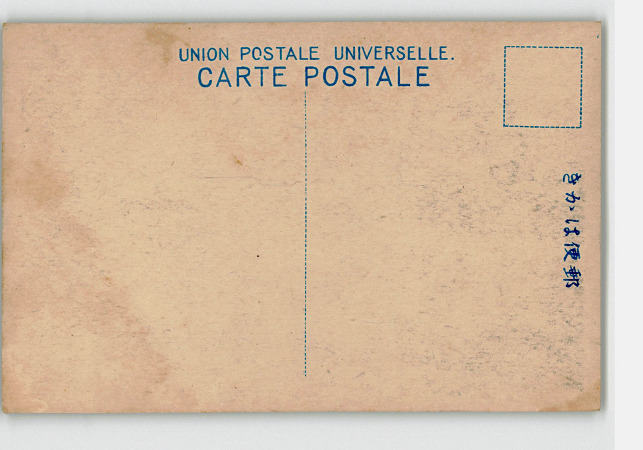 UNION POSTALE UNIVERSELLE.
CARTE POSTALE
きかは便郵